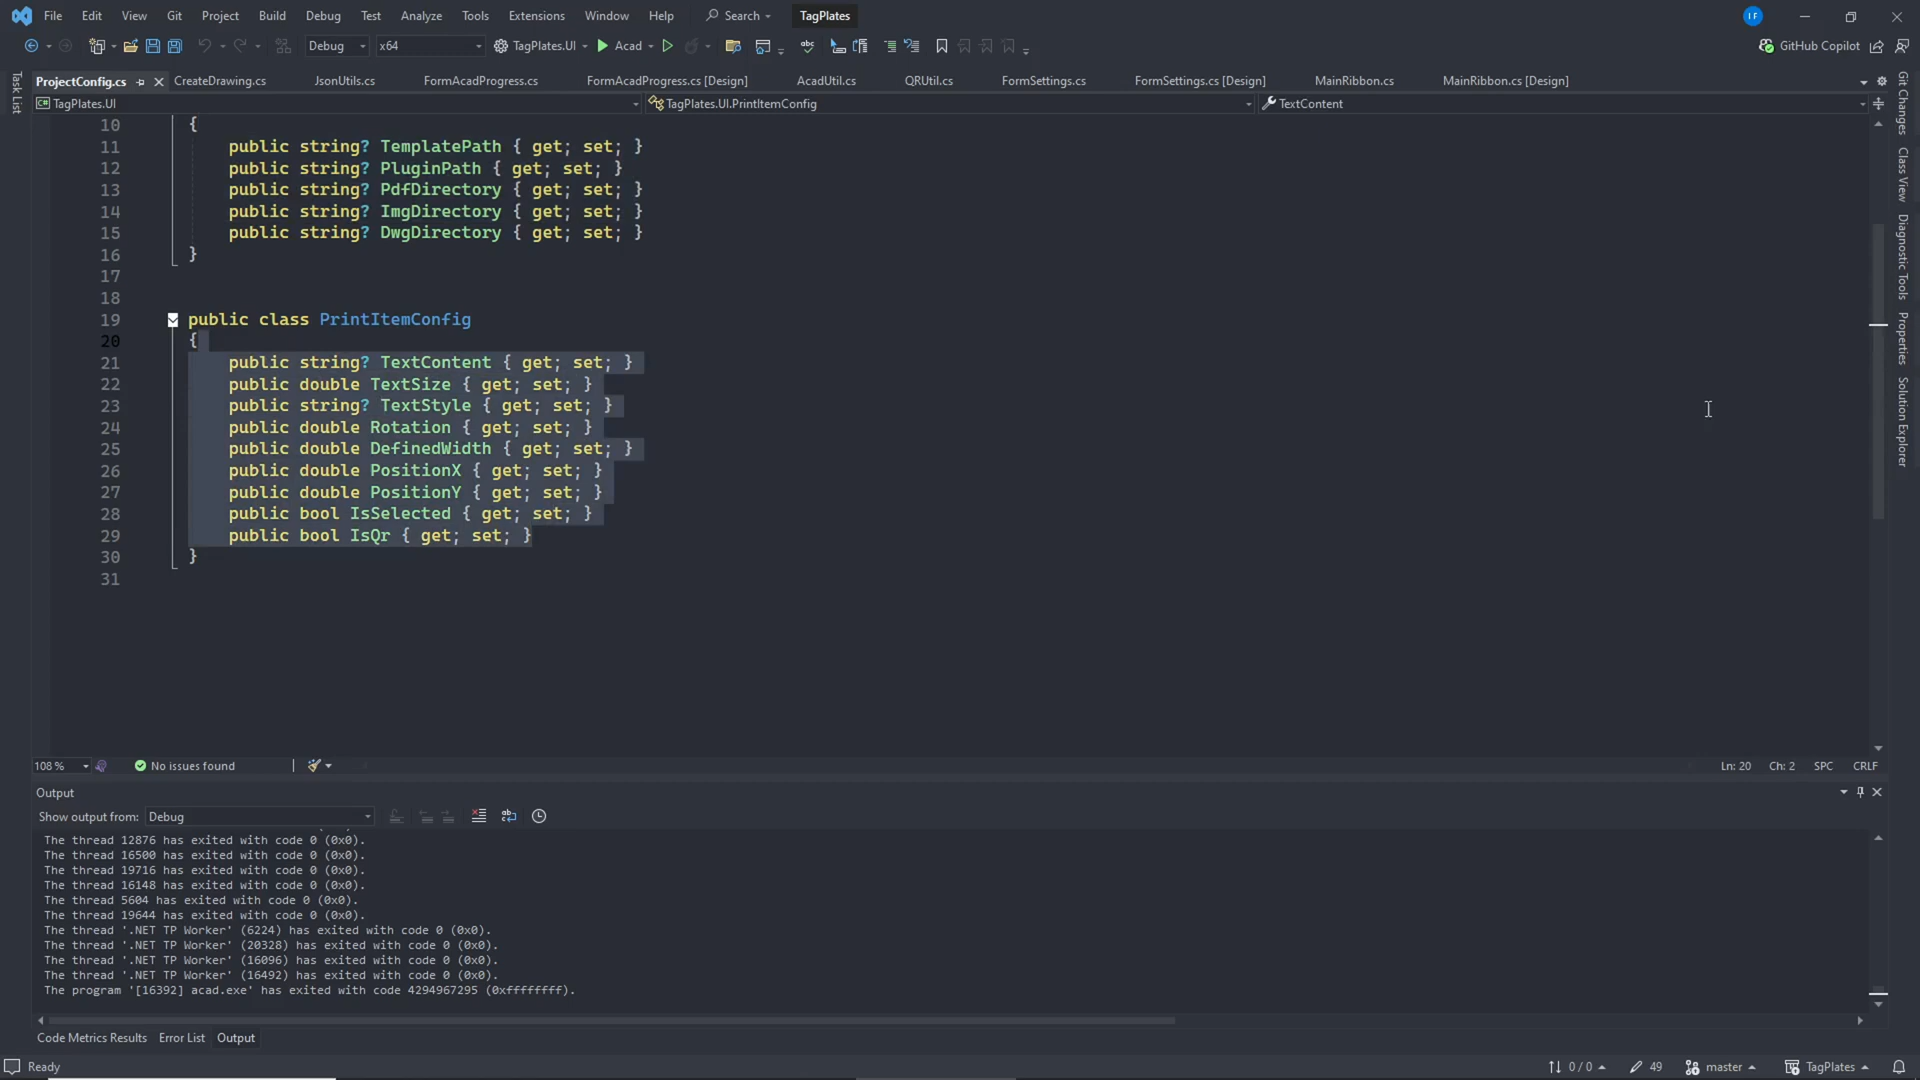 File Edit View Git Project Build Debug Test Analyze Tools Extensions Window Help Search TagPlates IF
Debug x64 TagPlates.UI Acad GitHub Copilot
ProjectConfig.cs CreateDrawing.cs JsonUtils.cs FormAcadProgress.cs FormAcadProgress.cs [Design] AcadUtil.cs QRUtil.cs FormSettings.cs FormSettings.cs [Design] MainRibbon.cs MainRibbon.cs [Design]
TagPlates.UI TagPlates.UI.PrintItemConfig TextContent
Task List
10 {
11 public string? TemplatePath { get; set; }
12 public string? PluginPath { get; set; }
13 public string? PdfDirectory { get; set; }
14 public string? ImgDirectory { get; set; }
15 public string? DwgDirectory { get; set; }
16 }
17
18
19 public class PrintItemConfig
20 {
21 public string? TextContent { get; set; }
22 public double TextSize { get; set; }
23 public string? TextStyle { get; set; }
24 public double Rotation { get; set; }
25 public double DefinedWidth { get; set; }
26 public double PositionX { get; set; }
27 public double PositionY { get; set; }
28 public bool IsSelected { get; set; }
29 public bool IsQr { get; set; }
30 }
31
Git Changes
Class View
Diagnostic Tools
Properties
Solution Explorer
108 % No issues found Ln: 20 Ch: 2 SPC CRLF
Output
Show output from: Debug
The thread 12876 has exited with code 0 (0x0).
The thread 16500 has exited with code 0 (0x0).
The thread 19716 has exited with code 0 (0x0).
The thread 16148 has exited with code 0 (0x0).
The thread 5604 has exited with code 0 (0x0).
The thread 19644 has exited with code 0 (0x0).
The thread '.NET TP Worker' (6224) has exited with code 0 (0x0).
The thread '.NET TP Worker' (20328) has exited with code 0 (0x0).
The thread '.NET TP Worker' (16096) has exited with code 0 (0x0).
The thread '.NET TP Worker' (16492) has exited with code 0 (0x0).
The program '[16392] acad.exe' has exited with code 4294967295 (0xffffffff).
Code Metrics Results Error List Output
Ready 0 / 0 49 master TagPlates